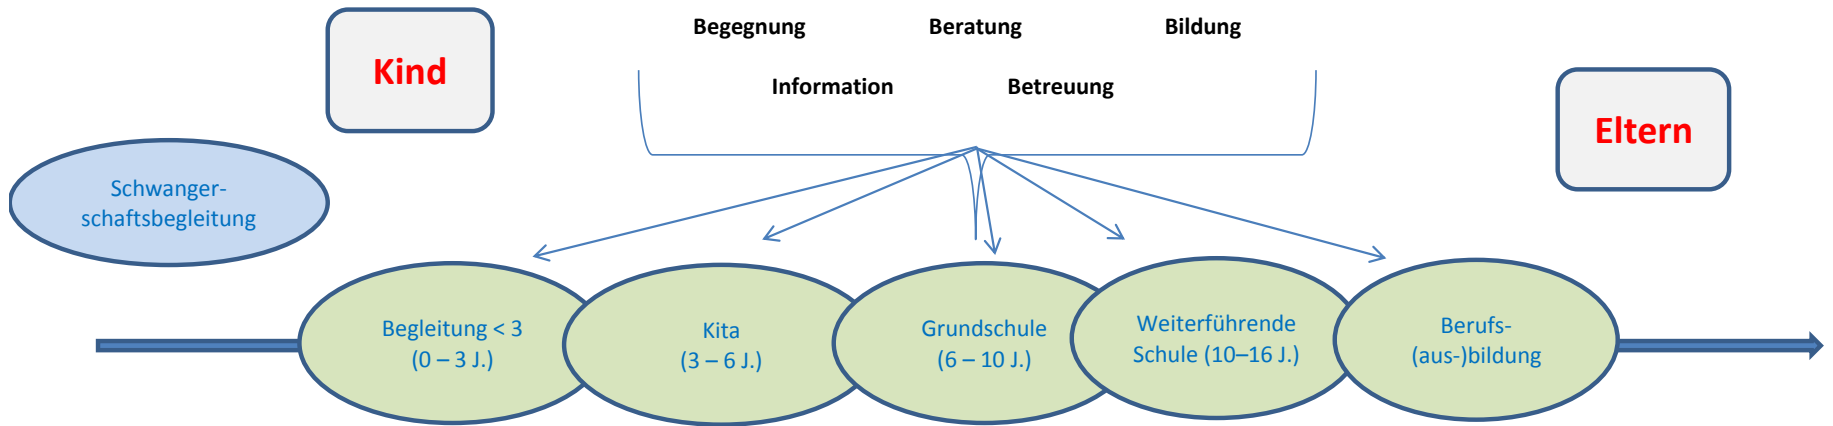 Begegnung Beratung Bildung
Kind
Information Betreuung
Eltern
Schwanger-
schaftsbegleitung
Begleitung < 3
(0 – 3 J.)
Kita
(3 – 6 J.)
Grundschule
(6 – 10 J.)
Weiterführende
Schule (10–16 J.)
Berufs-
(aus-)bildung